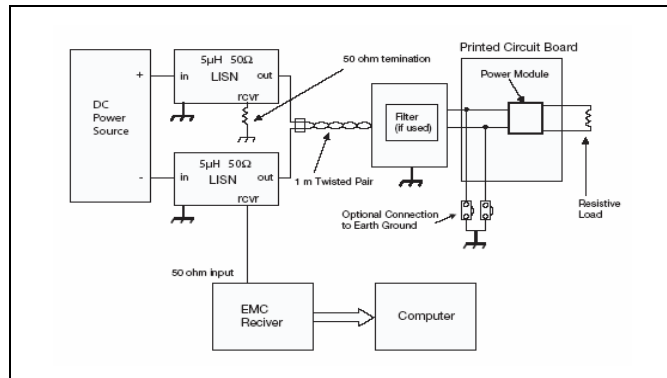 5µH 50Ω
LISN
in
out
rcvr
50 ohm temination
Printed Circuit Board
Power Module
+
DC
Power
Source
-
Filter
(if used)
5µH 50Ω
LISN
in
out
rcvr
1 m Twisted Pair
Optional Connection
to Earth Ground
Resistive
Load
50 ohm input
EMC
Reciver
Computer